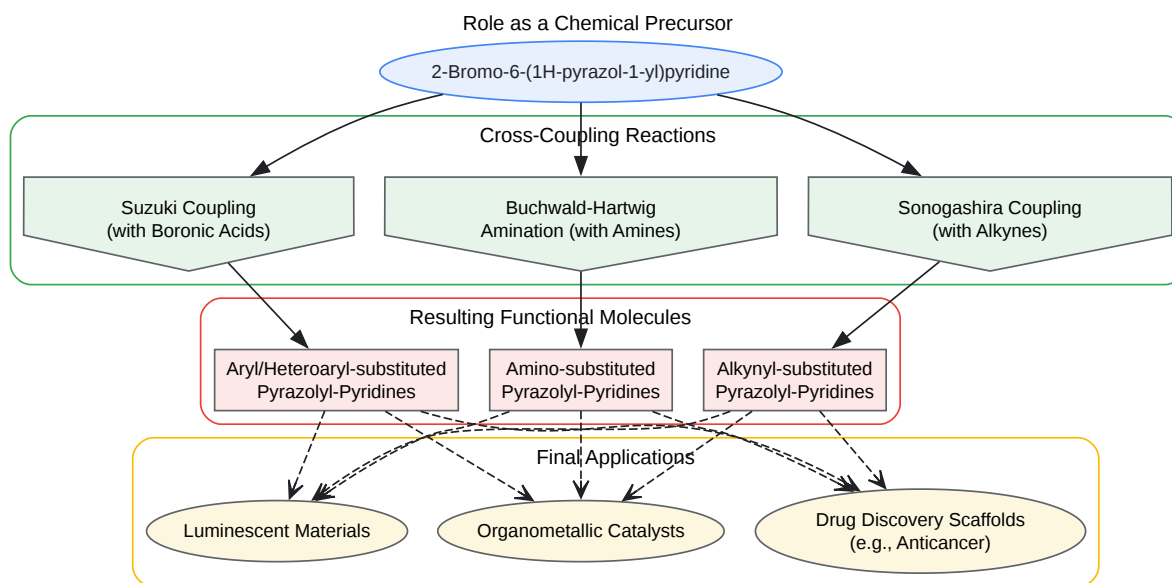 Role as a Chemical Precursor
2-Bromo-6-(1H-pyrazol-1-yl)pyridine
Cross-Coupling Reactions
Suzuki Coupling
(with Boronic Acids)
Buchwald-Hartwig
Amination (with Amines)
Sonogashira Coupling
(with Alkynes)
Resulting Functional Molecules
Aryl/Heteroaryl-substituted
Pyrazolyl-Pyridines
Amino-substituted
Pyrazolyl-Pyridines
Alkynyl-substituted
Pyrazolyl-Pyridines
Final Applications
Luminescent Materials
Organometallic Catalysts
Drug Discovery Scaffolds
(e.g., Anticancer)